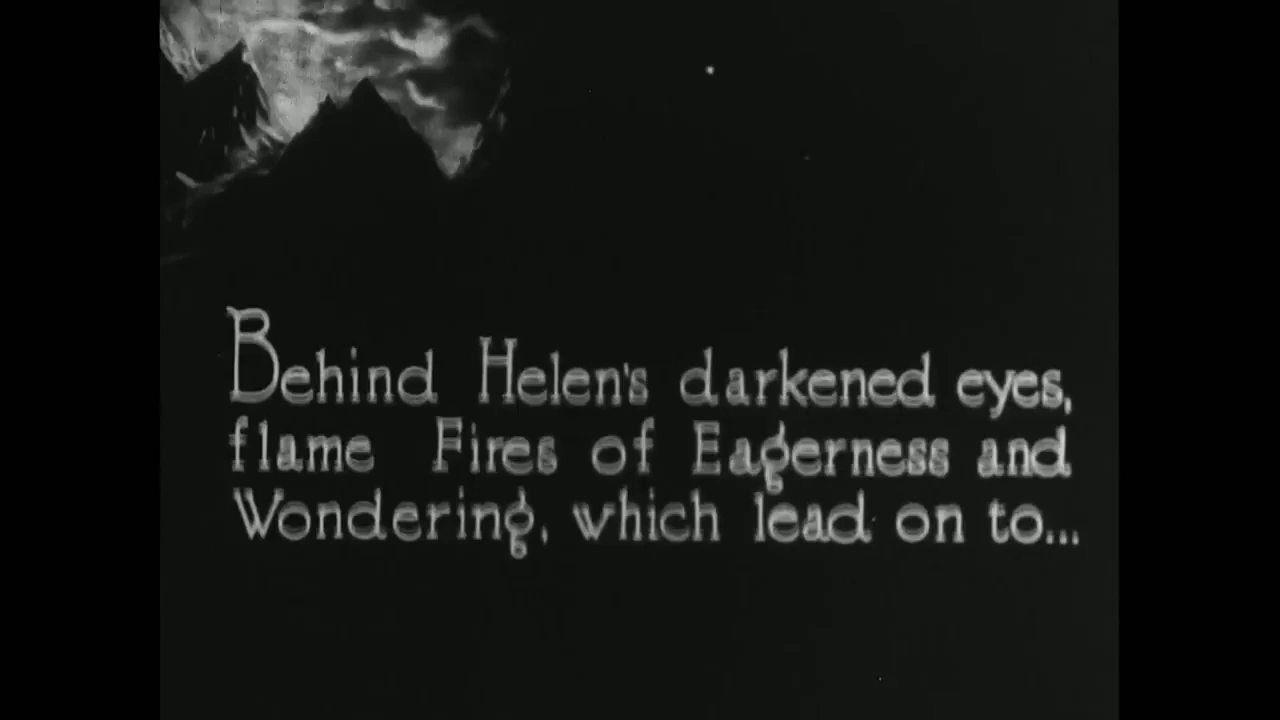 Behind Helen's darkened eyes,
flame Fires of Eagerness and
Wondering, which lead on to...